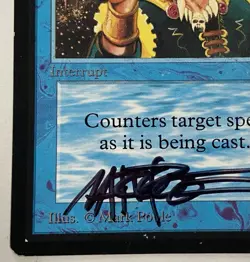 Interrupt
Counters target spe
as it is being cast.
Illus. © Mark Poole